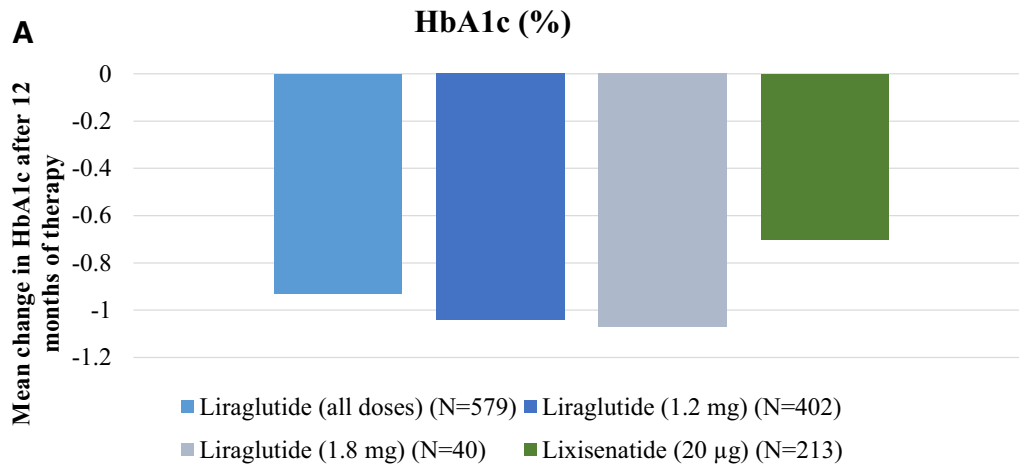 A
HbA1c (%)
Mean change in HbA1c after 12
months of therapy
0
-0.2
-0.4
-0.6
-0.8
-1
-1.2
Liraglutide (all doses) (N=579) Liraglutide (1.2 mg) (N=402)
Liraglutide (1.8 mg) (N=40) Lixisenatide (20 µg) (N=213)